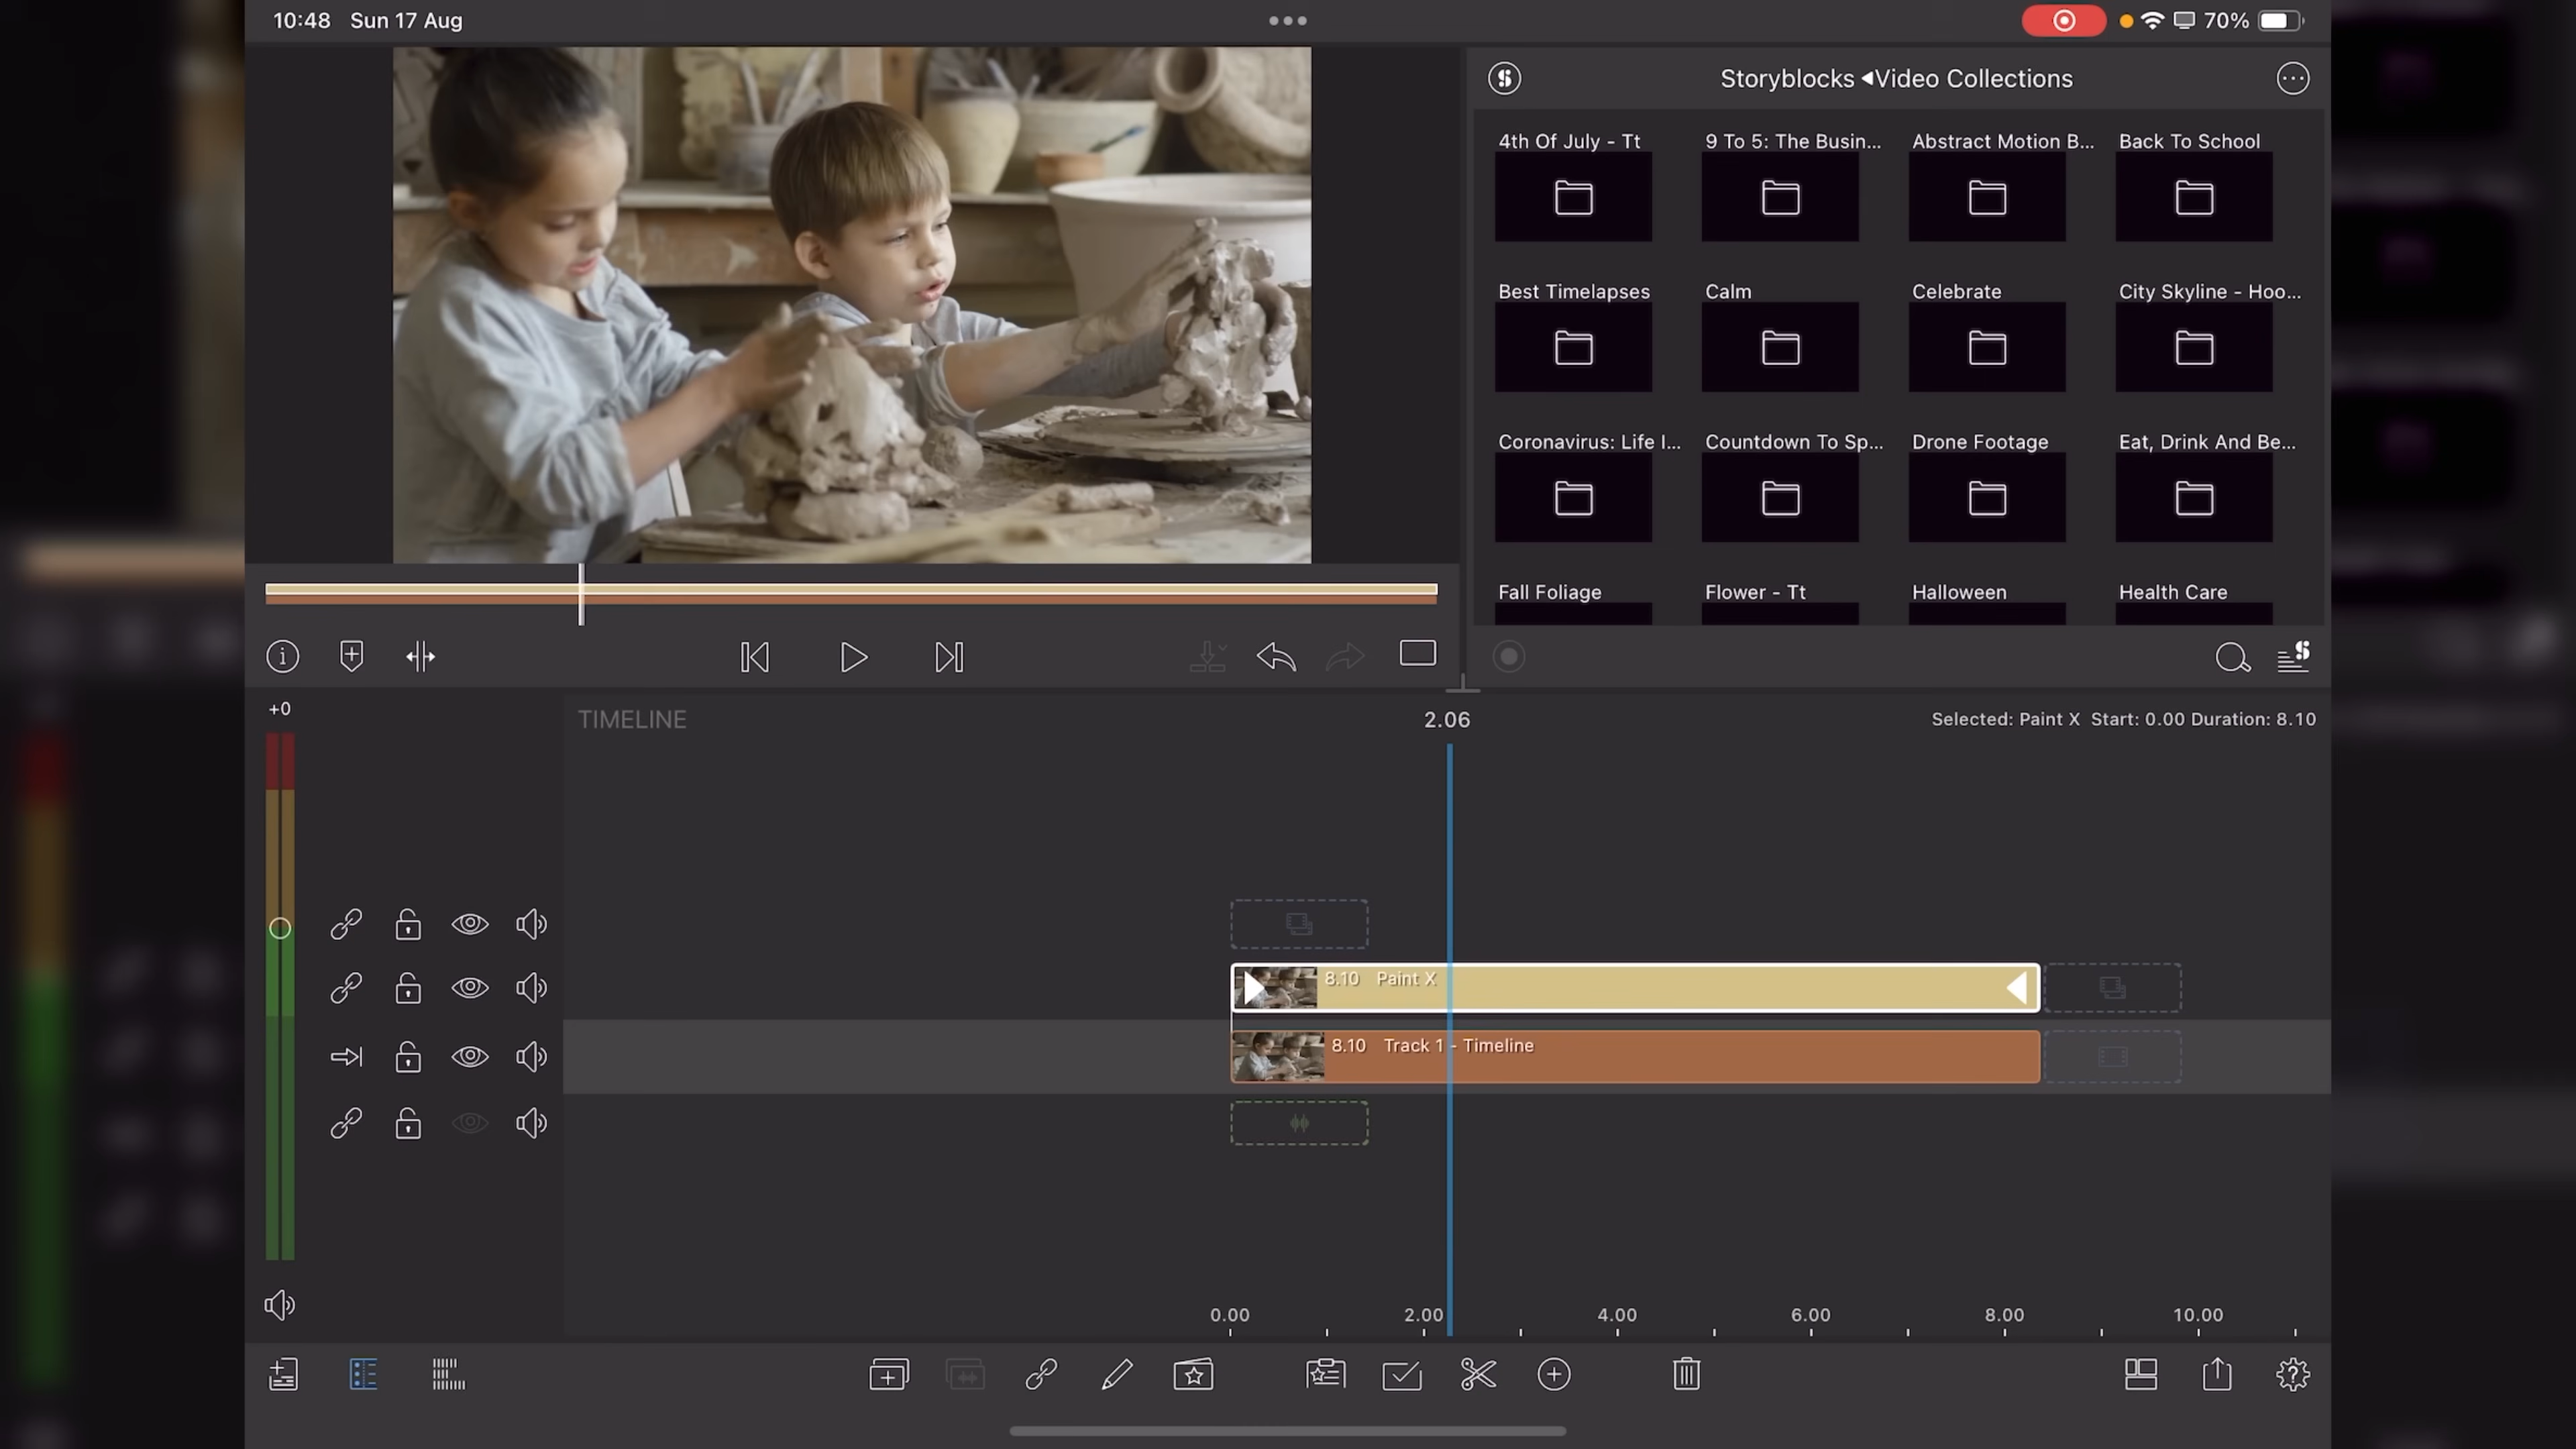 10:48 Sun 17 Aug
70%
Storyblocks ◂Video Collections
4th Of July - Tt
9 To 5: The Busin...
Abstract Motion B...
Back To School
Best Timelapses
Calm
Celebrate
City Skyline - Hoo...
Coronavirus: Life I...
Countdown To Sp...
Drone Footage
Eat, Drink And Be...
Fall Foliage
Flower - Tt
Halloween
Health Care
+0
TIMELINE
2.06
Selected: Paint X Start: 0.00 Duration: 8.10
8.10 Paint X
8.10 Track 1 - Timeline
0.00 2.00 4.00 6.00 8.00 10.00